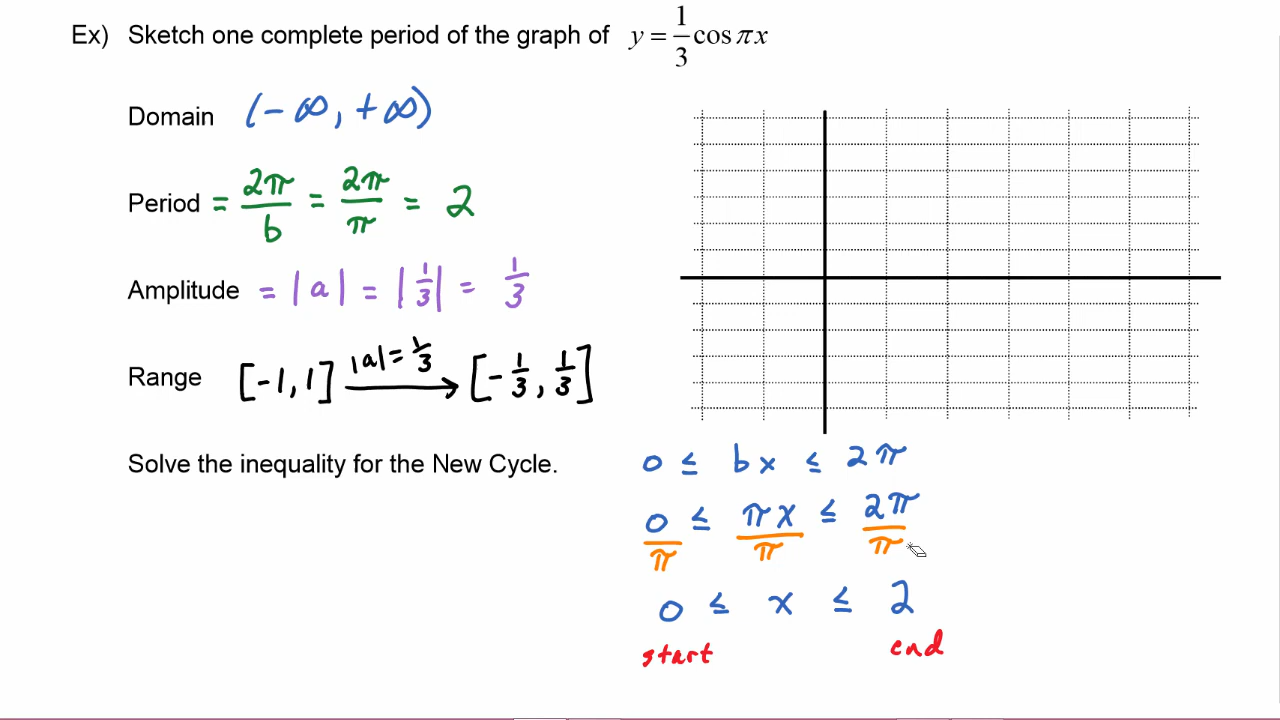 Ex) Sketch one complete period of the graph of y = 1/3 cos πx
Domain (-∞, +∞)
Period = 2π/b = 2π/π = 2
Amplitude = |a| = |1/3| = 1/3
Range [-1, 1] |a| = 1/3 → [-1/3, 1/3]
Solve the inequality for the New Cycle.
0 ≤ bx ≤ 2π
0/π ≤ πx/π ≤ 2π/π
0 ≤ x ≤ 2
start end